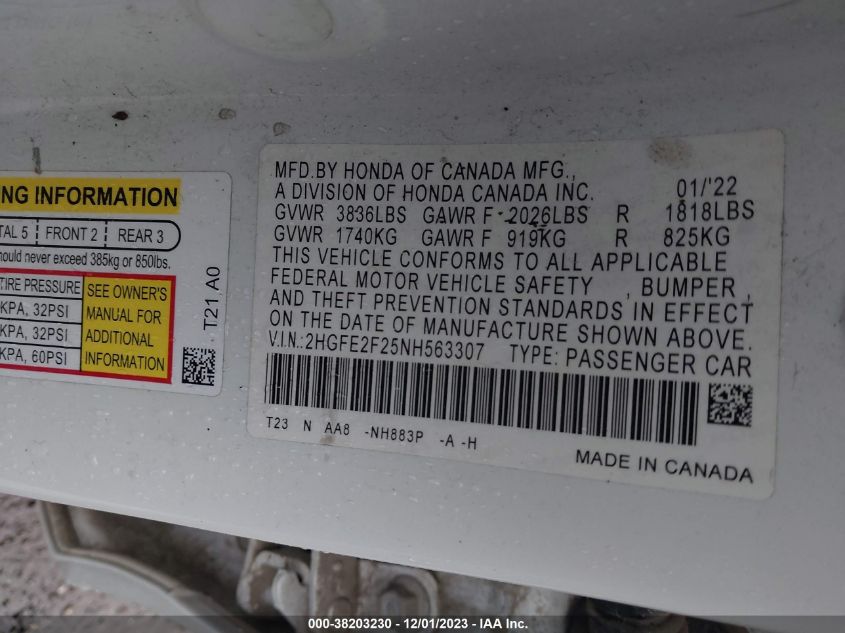 NG INFORMATION
TAL 5 FRONT 2 REAR 3
ould never exceed 385kg or 850lbs.
TIRE PRESSURE
KPA, 32PSI
KPA, 32PSI
KPA, 60PSI
SEE OWNER'S
MANUAL FOR
ADDITIONAL
INFORMATION
T21 A0
MFD.BY HONDA OF CANADA MFG.,
A DIVISION OF HONDA CANADA INC. 01/'22
GVWR 3836LBS GAWR F 2026LBS R 1818LBS
GVWR 1740KG GAWR F 919KG R 825KG
THIS VEHICLE CONFORMS TO ALL APPLICABLE
FEDERAL MOTOR VEHICLE SAFETY , BUMPER ,
AND THEFT PREVENTION STANDARDS IN EFFECT
ON THE DATE OF MANUFACTURE SHOWN ABOVE.
V.I.N.:2HGFE2F25NH563307 TYPE: PASSENGER CAR
T23 N AA8 -NH883P -A -H
MADE IN CANADA
000-38203230 - 12/01/2023 - IAA Inc.